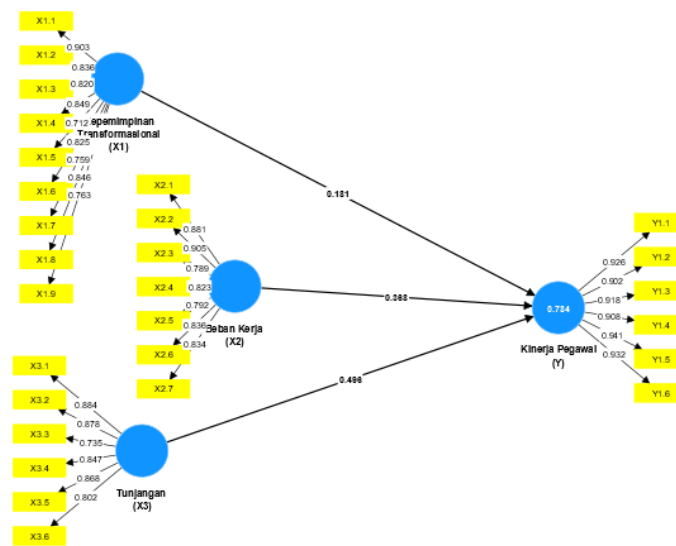 X1.1
X1.2
X1.3
X1.4
X1.5
X1.6
X1.7
X1.8
X1.9
0.903
0.836
0.820
0.849
0.712
0.825
0.759
0.846
0.763
epemimpinan
Transformasional
(X1)
0.181
X2.1
X2.2
X2.3
X2.4
X2.5
X2.6
X2.7
0.881
0.905
0.789
0.823
0.792
0.836
0.834
Beban Kerja
(X2)
0.368
X3.1
X3.2
X3.3
X3.4
X3.5
X3.6
0.884
0.878
0.735
0.847
0.868
0.802
Tunjangan
(X3)
0.496
0.784
Kinerja Pegawai
(Y)
0.926
0.902
0.918
0.908
0.941
0.932
Y1.1
Y1.2
Y1.3
Y1.4
Y1.5
Y1.6